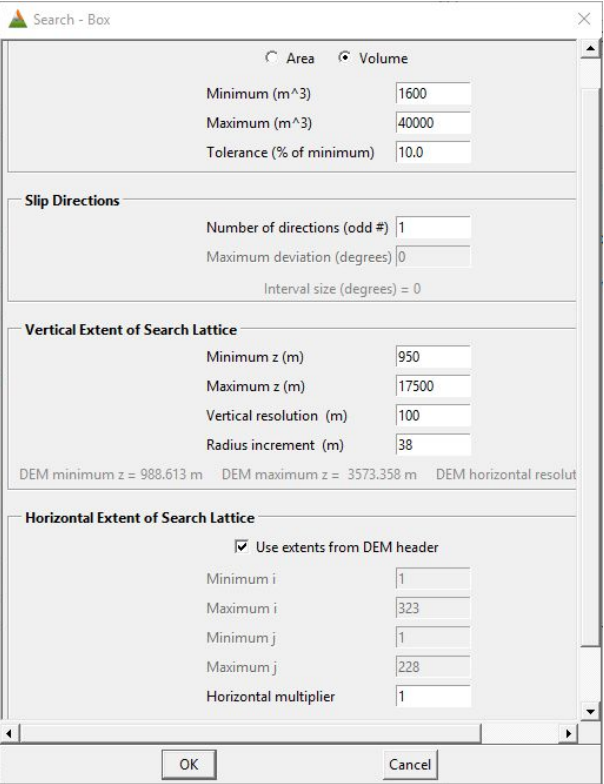 Search - Box
Area Volume
Minimum (m^3) 1600
Maximum (m^3) 40000
Tolerance (% of minimum) 10.0
Slip Directions
Number of directions (odd #) 1
Maximum deviation (degrees) 0
Interval size (degrees) = 0
Vertical Extent of Search Lattice
Minimum z (m) 950
Maximum z (m) 17500
Vertical resolution (m) 100
Radius increment (m) 38
DEM minimum z = 988.613 m DEM maximum z = 3573.358 m DEM horizontal resolut
Horizontal Extent of Search Lattice
Use extents from DEM header
Minimum i 1
Maximum i 323
Minimum j 1
Maximum j 228
Horizontal multiplier 1
OK Cancel